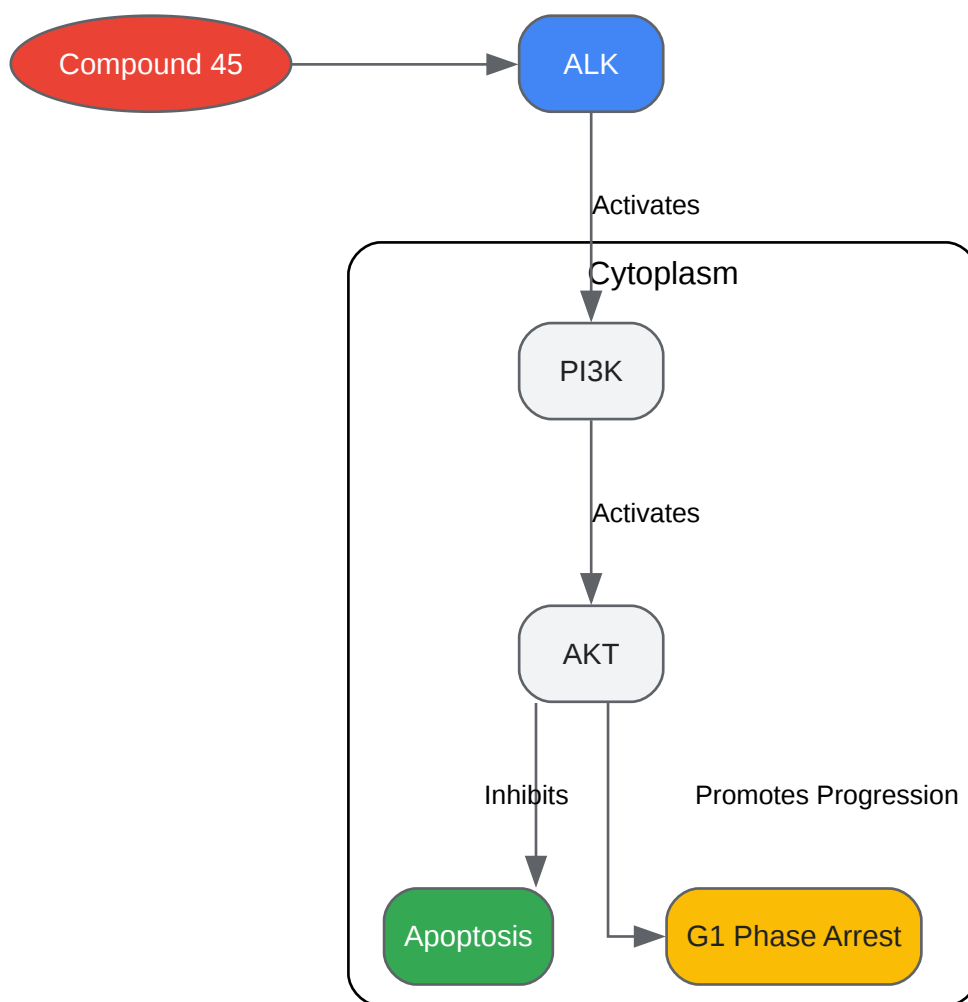 Compound 45
ALK
Activates
Cytoplasm
PI3K
Activates
AKT
Inhibits
Promotes Progression
Apoptosis
G1 Phase Arrest